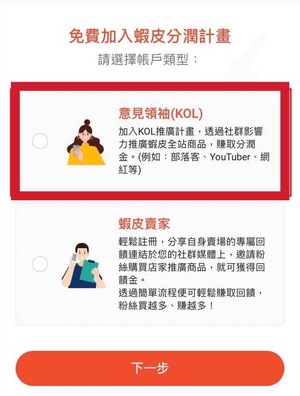 免費加入蝦皮分潤計畫
請選擇帳戶類型：
意見領袖(KOL)
加入KOL推廣計畫，透過社群影響
力推廣蝦皮全站商品，賺取分潤
金。(例如：部落客、YouTuber、網
紅等)
蝦皮賣家
輕鬆註冊，分享自身賣場的專屬回
饋連結於您的社群媒體上，邀請粉
絲購買店家推廣商品，就可獲得回
饋金。
透過簡單流程便可輕鬆賺取回饋，
粉絲買越多、賺越多！
下一步